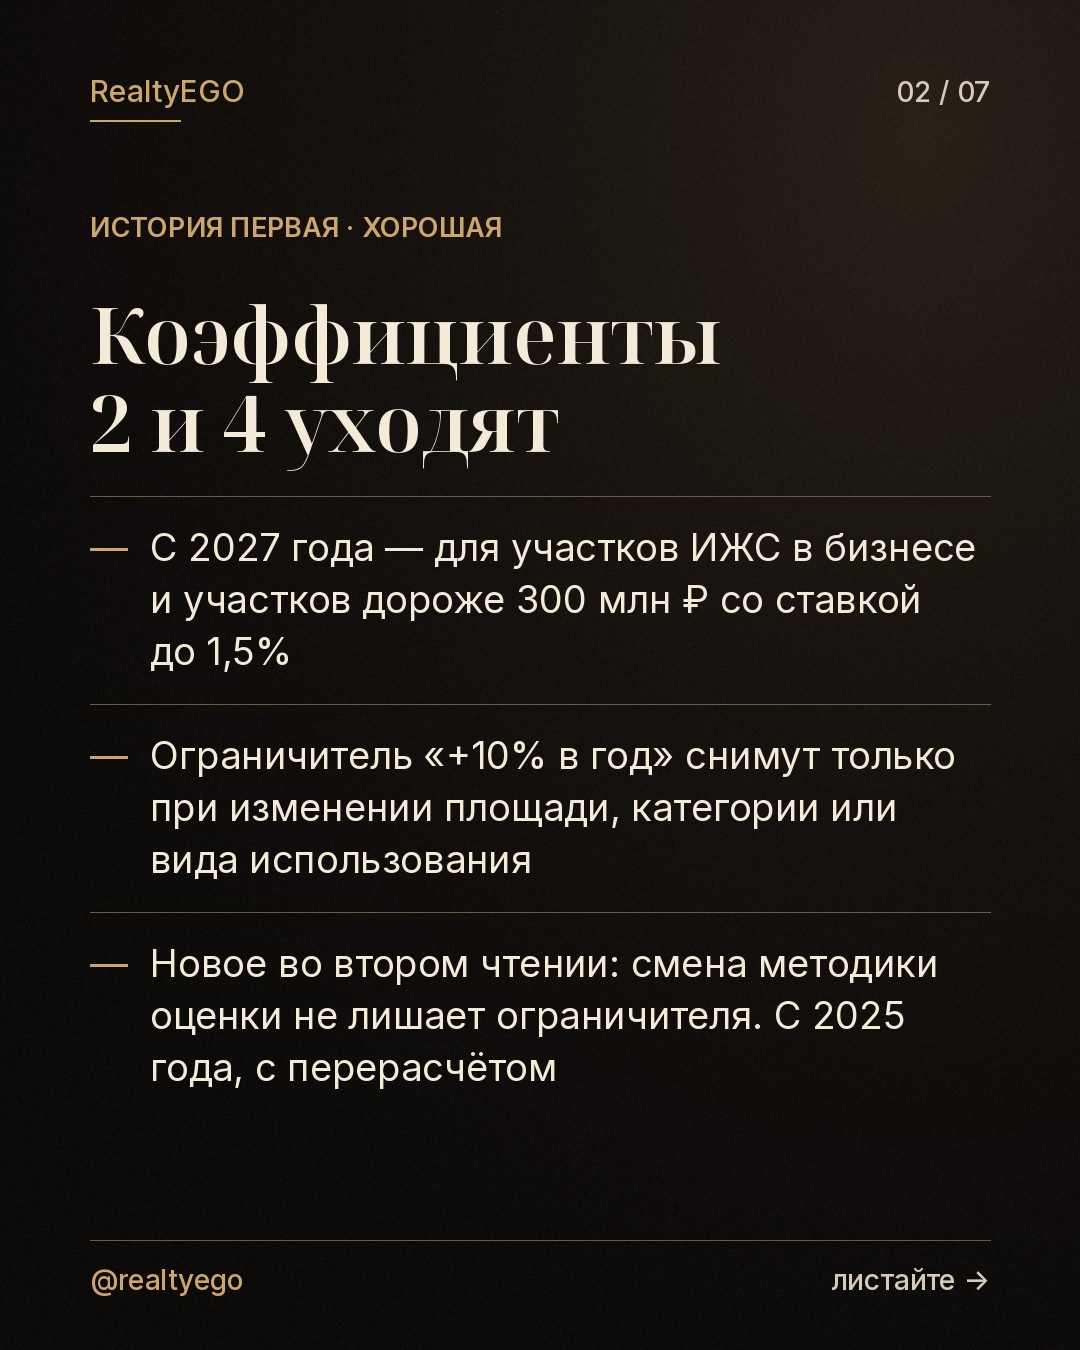 RealtyEGO
02 / 07
ИСТОРИЯ ПЕРВАЯ · ХОРОШАЯ
Коэффициенты
2 и 4 уходят
— С 2027 года — для участков ИЖС в бизнесе
и участков дороже 300 млн ₽ со ставкой
до 1,5%
— Ограничитель «+10% в год» снимут только
при изменении площади, категории или
вида использования
— Новое во втором чтении: смена методики
оценки не лишает ограничителя. С 2025
года, с перерасчётом
@realtyego
листайте →